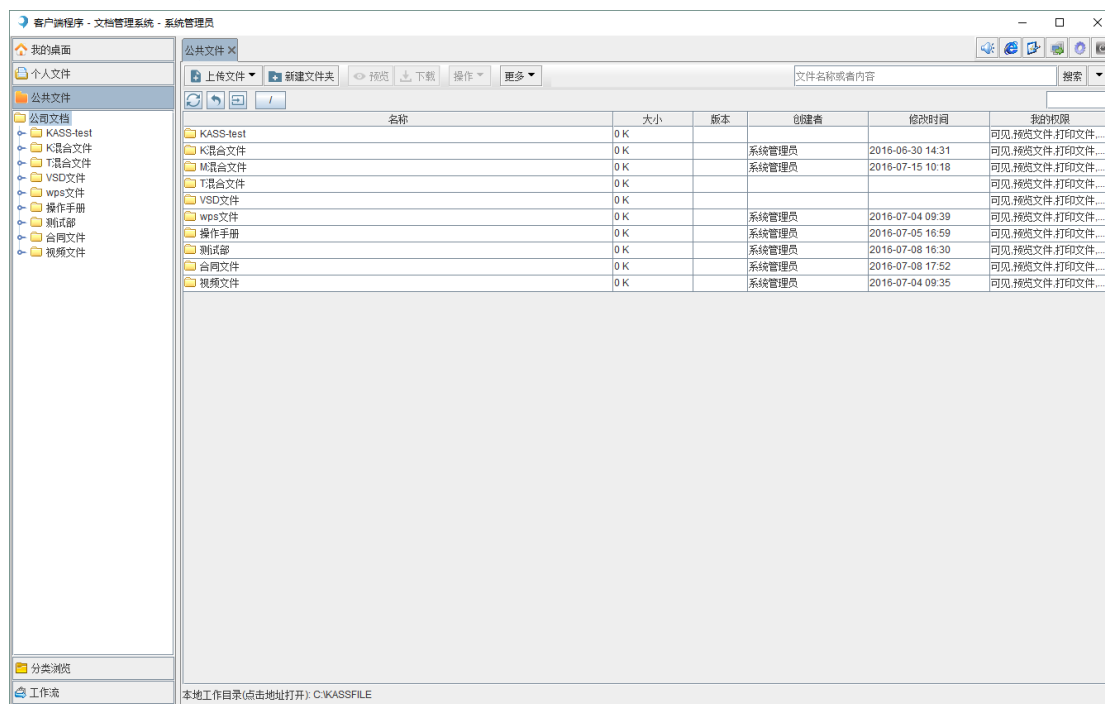 客户端程序 - 文档管理系统 - 系统管理员
我的桌面
个人文件
公共文件
公司文档
KASS-test
K混合文件
T混合文件
VSD文件
wps文件
操作手册
测试部
合同文件
视频文件
分类浏览
工作流
公共文件
上传文件 新建文件夹 预览 下载 操作 更多 文件名称或者内容 搜索
/
名称 大小 版本 创建者 修改时间 我的权限
KASS-test 0 K 可见,预览文件,打印文件,...
K混合文件 0 K 系统管理员 2016-06-30 14:31 可见,预览文件,打印文件,...
M混合文件 0 K 系统管理员 2016-07-15 10:18 可见,预览文件,打印文件,...
T混合文件 0 K 可见,预览文件,打印文件,...
VSD文件 0 K 可见,预览文件,打印文件,...
wps文件 0 K 系统管理员 2016-07-04 09:39 可见,预览文件,打印文件,...
操作手册 0 K 系统管理员 2016-07-05 16:59 可见,预览文件,打印文件,...
测试部 0 K 系统管理员 2016-07-08 16:30 可见,预览文件,打印文件,...
合同文件 0 K 系统管理员 2016-07-08 17:52 可见,预览文件,打印文件,...
视频文件 0 K 系统管理员 2016-07-04 09:35 可见,预览文件,打印文件,...
本地工作目录(点击地址打开): C:\KASSFILE